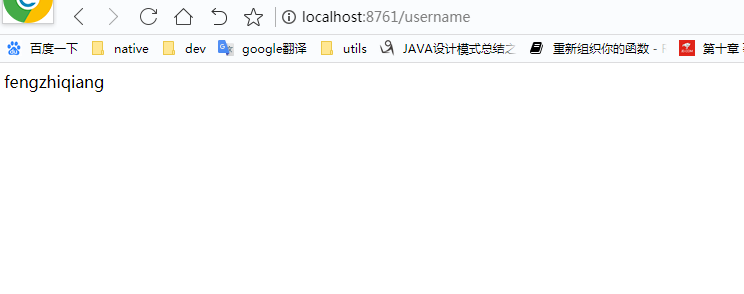 localhost:8761/username
百度一下 native dev google翻译 utils JAVA设计模式总结之 重新组织你的函数 - 第十章
fengzhiqiang